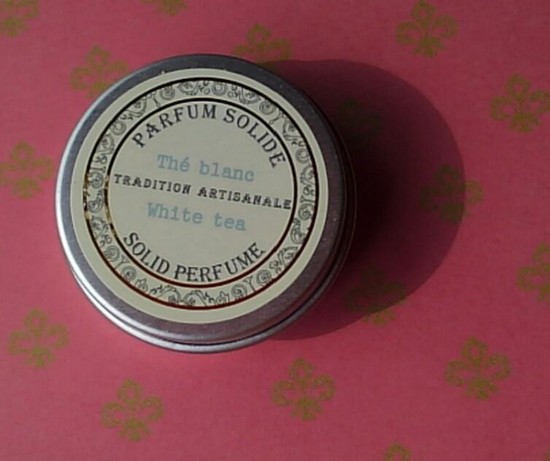 PARFUM SOLIDE
Thé blanc
TRADITION ARTISANALE
White tea
SOLID PERFUME